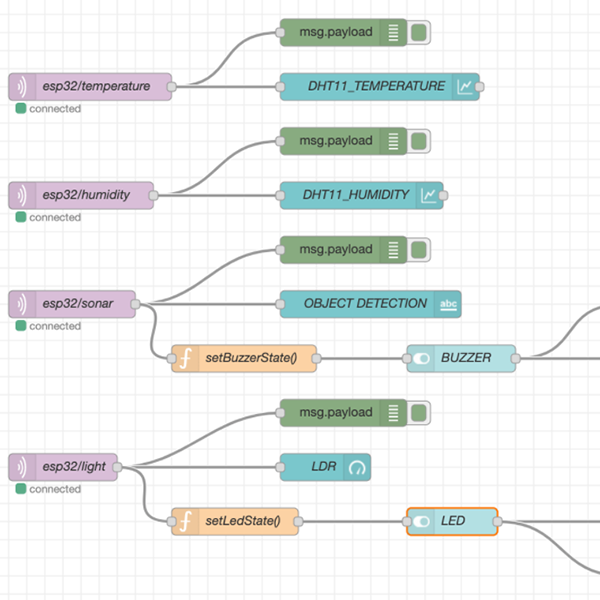 msg.payload
esp32/temperature
DHT11_TEMPERATURE
connected
msg.payload
esp32/humidity
DHT11_HUMIDITY
connected
msg.payload
esp32/sonar
OBJECT DETECTION
abc
connected
setBuzzerState()
BUZZER
msg.payload
esp32/light
LDR
connected
setLedState()
LED